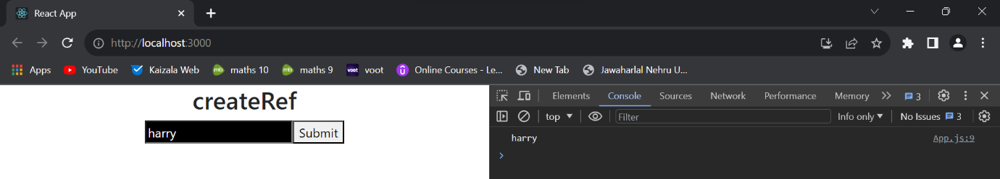 React App
http://localhost:3000
Apps YouTube Kaizala Web maths 10 maths 9 voot Online Courses - Le... New Tab Jawaharlal Nehru U...
createRef
harry Submit
Elements Console Sources Network Performance Memory 3
top Filter Info only No Issues 3
harry App.js:9